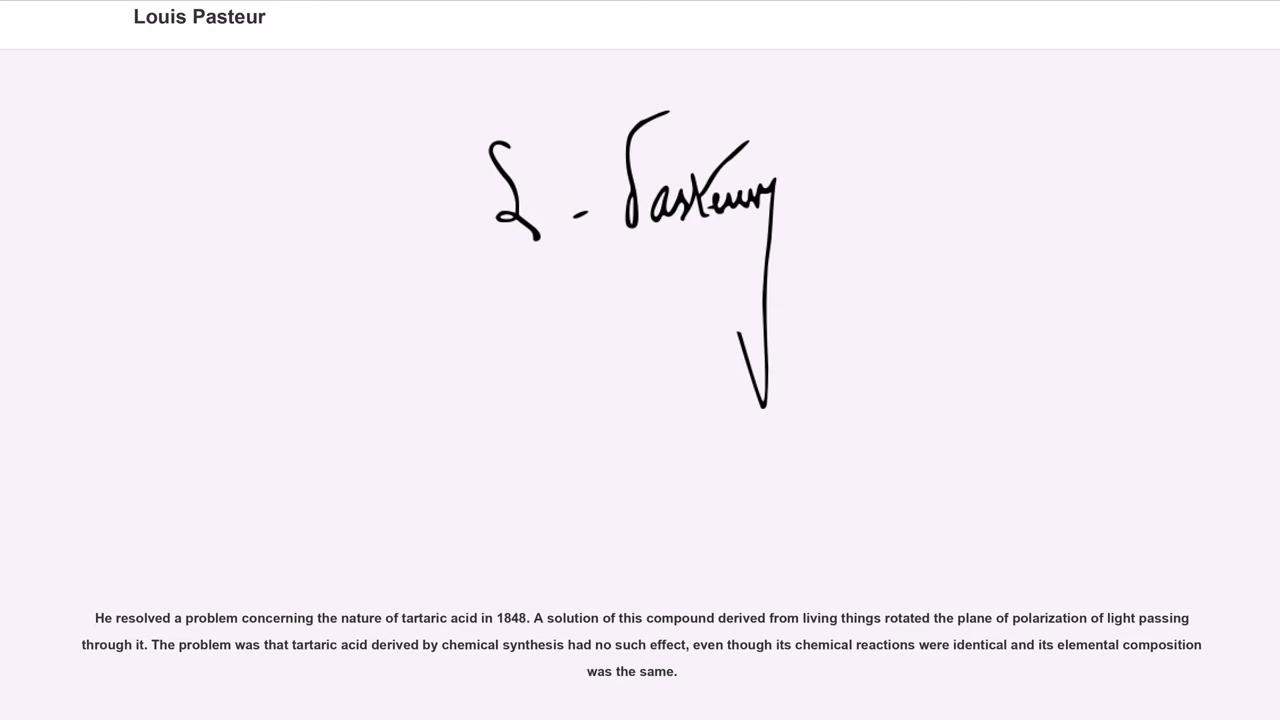 Louis Pasteur
L. Pasteur
He resolved a problem concerning the nature of tartaric acid in 1848. A solution of this compound derived from living things rotated the plane of polarization of light passing
through it. The problem was that tartaric acid derived by chemical synthesis had no such effect, even though its chemical reactions were identical and its elemental composition
was the same.